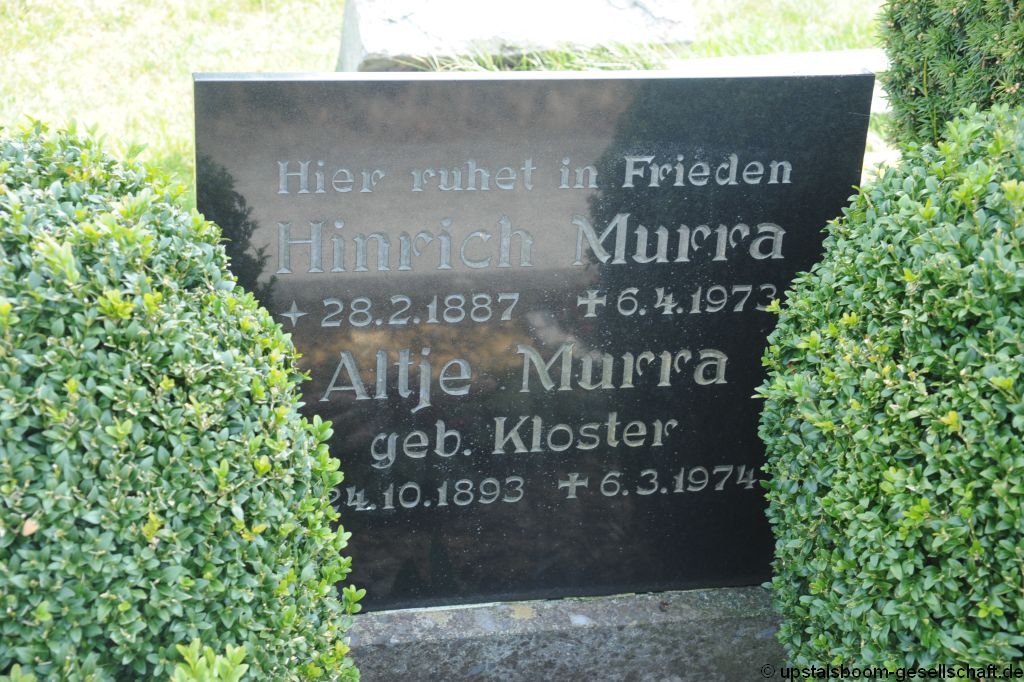 Hier ruhet in Frieden
Hinrich Murra
28.2.1887 6.4.1973
Altje Murra
geb. Kloster
24.10.1893 6.3.1974
© upstalsboom-gesellschaft.de